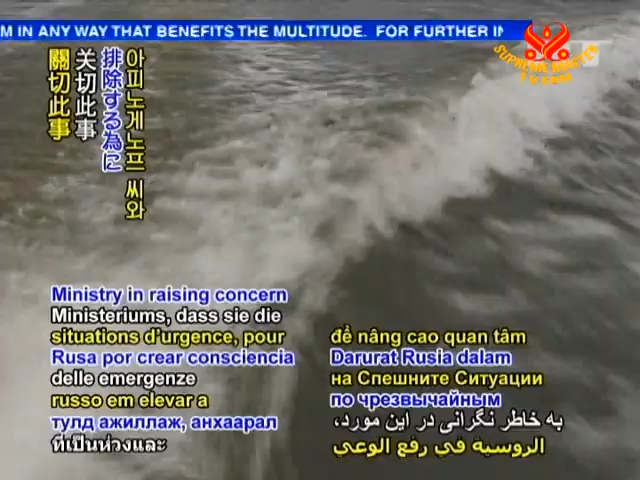 M IN ANY WAY THAT BENEFITS THE MULTITUDE. FOR FURTHER IN
SUPREME MASTER
TV
關切此事
关切此事
排除する為に
아피노게노프 씨와
Ministry in raising concern
Ministeriums, dass sie die
situations d'urgence, pour
Rusa por crear consciencia
delle emergenze
russo em elevar a
тулд ажиллаж, анхаарал
ที่เป็นห่วงและ
để nâng cao quan tâm
Darurat Rusia dalam
на Спешните Ситуации
по чрезвычайным
به خاطر نگرانی در این مورد،
الروسية في رفع الوعي